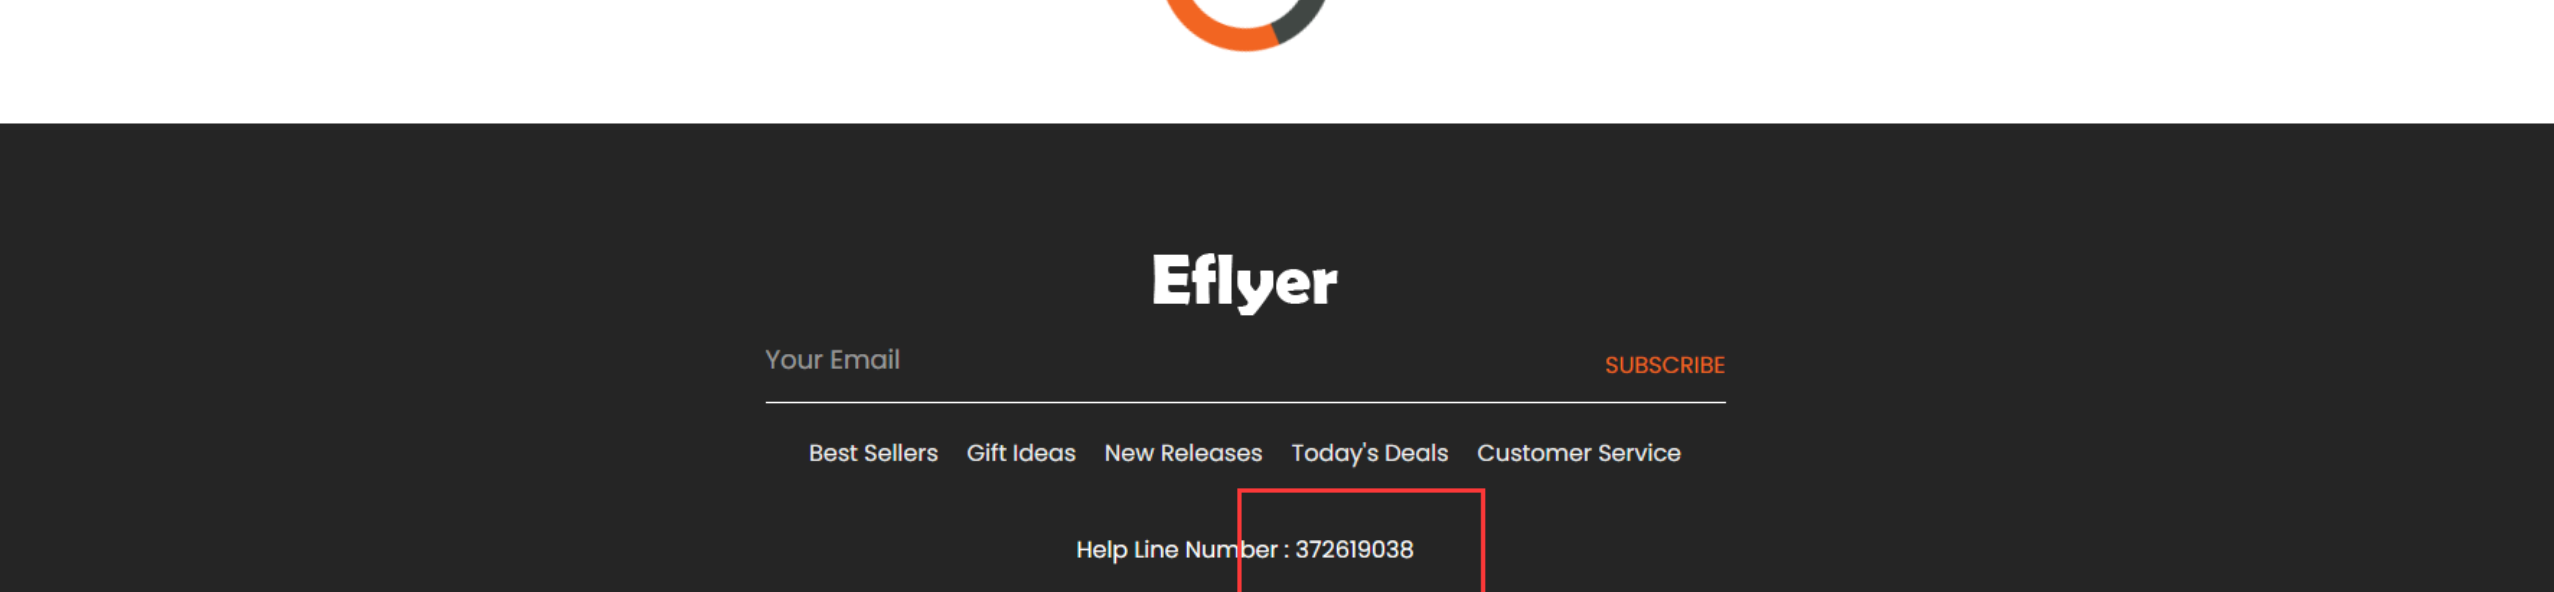 Eflyer
Your Email SUBSCRIBE
Best Sellers Gift Ideas New Releases Today's Deals Customer Service
Help Line Number : 372619038